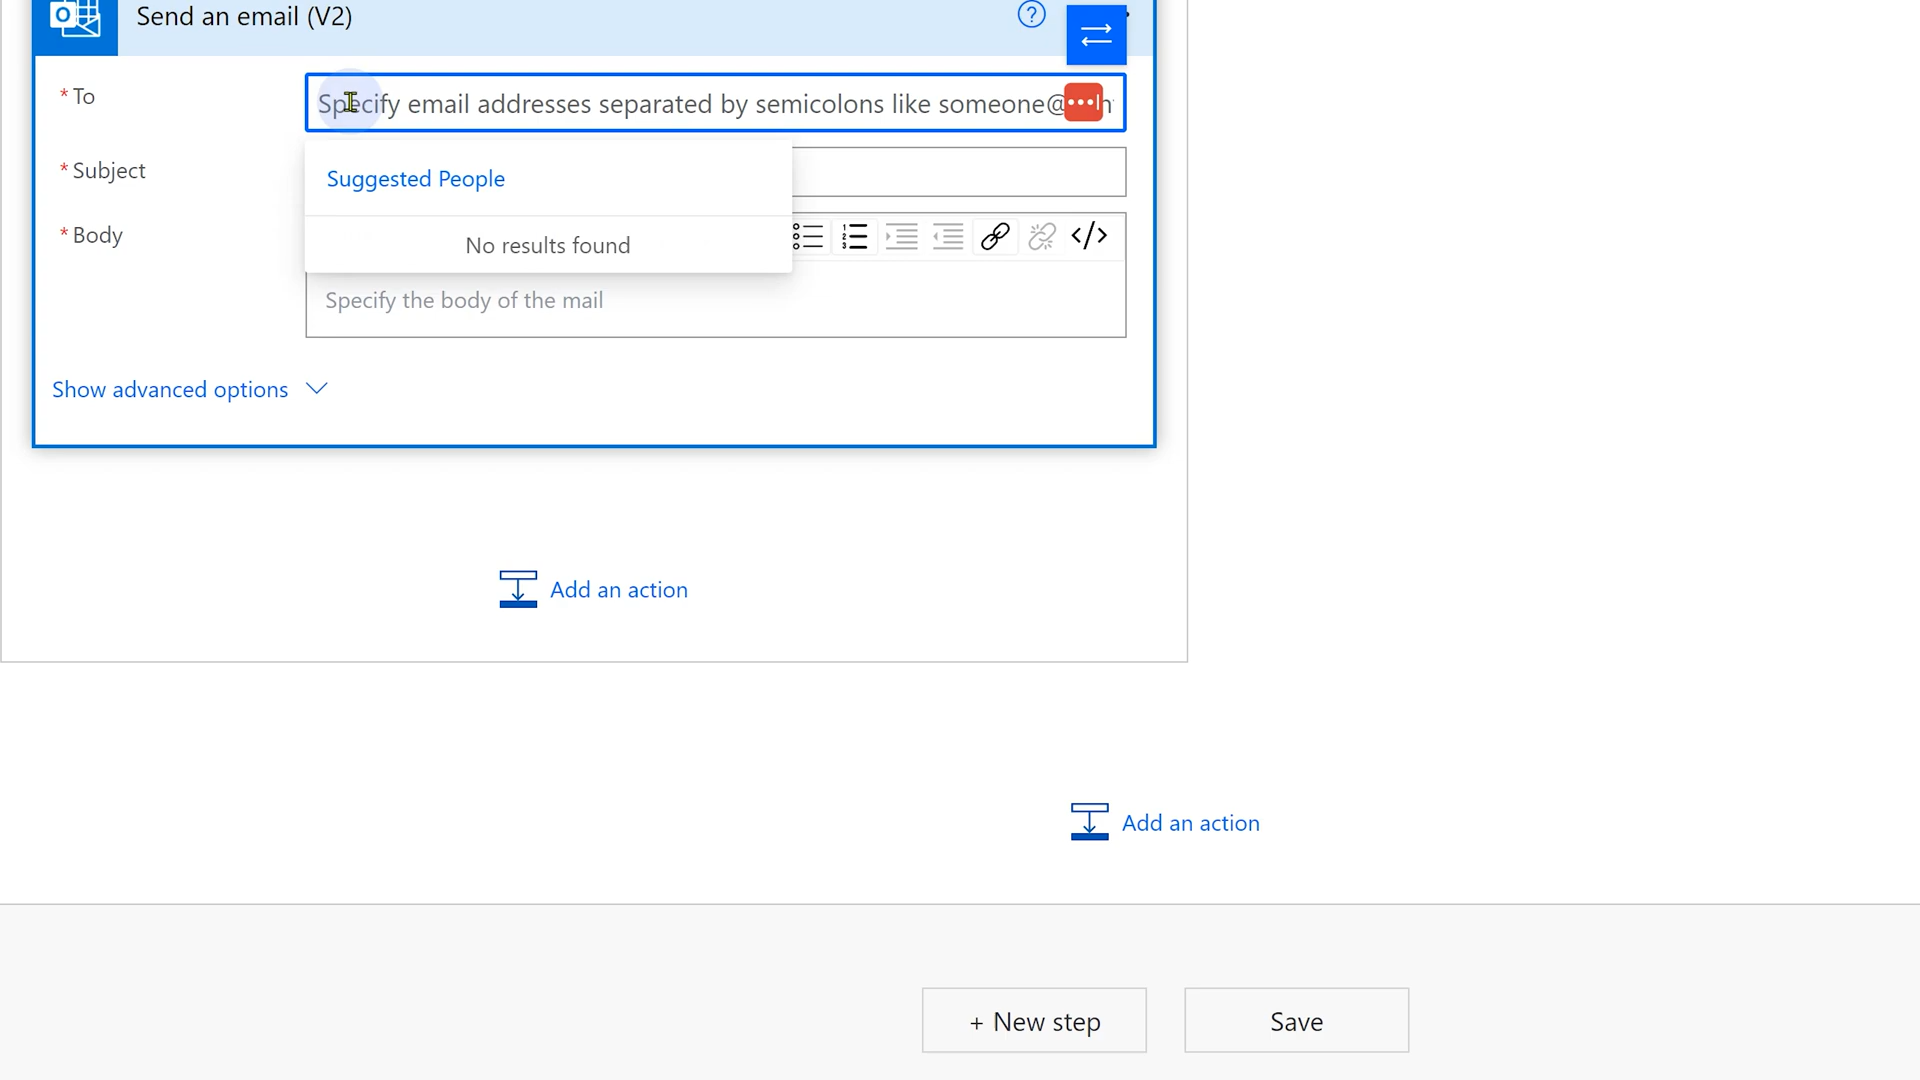 Send an email (V2)
* To
Specify email addresses separated by semicolons like someone@
* Subject
Suggested People
* Body
No results found
Specify the body of the mail
Show advanced options
Add an action
Add an action
+ New step
Save